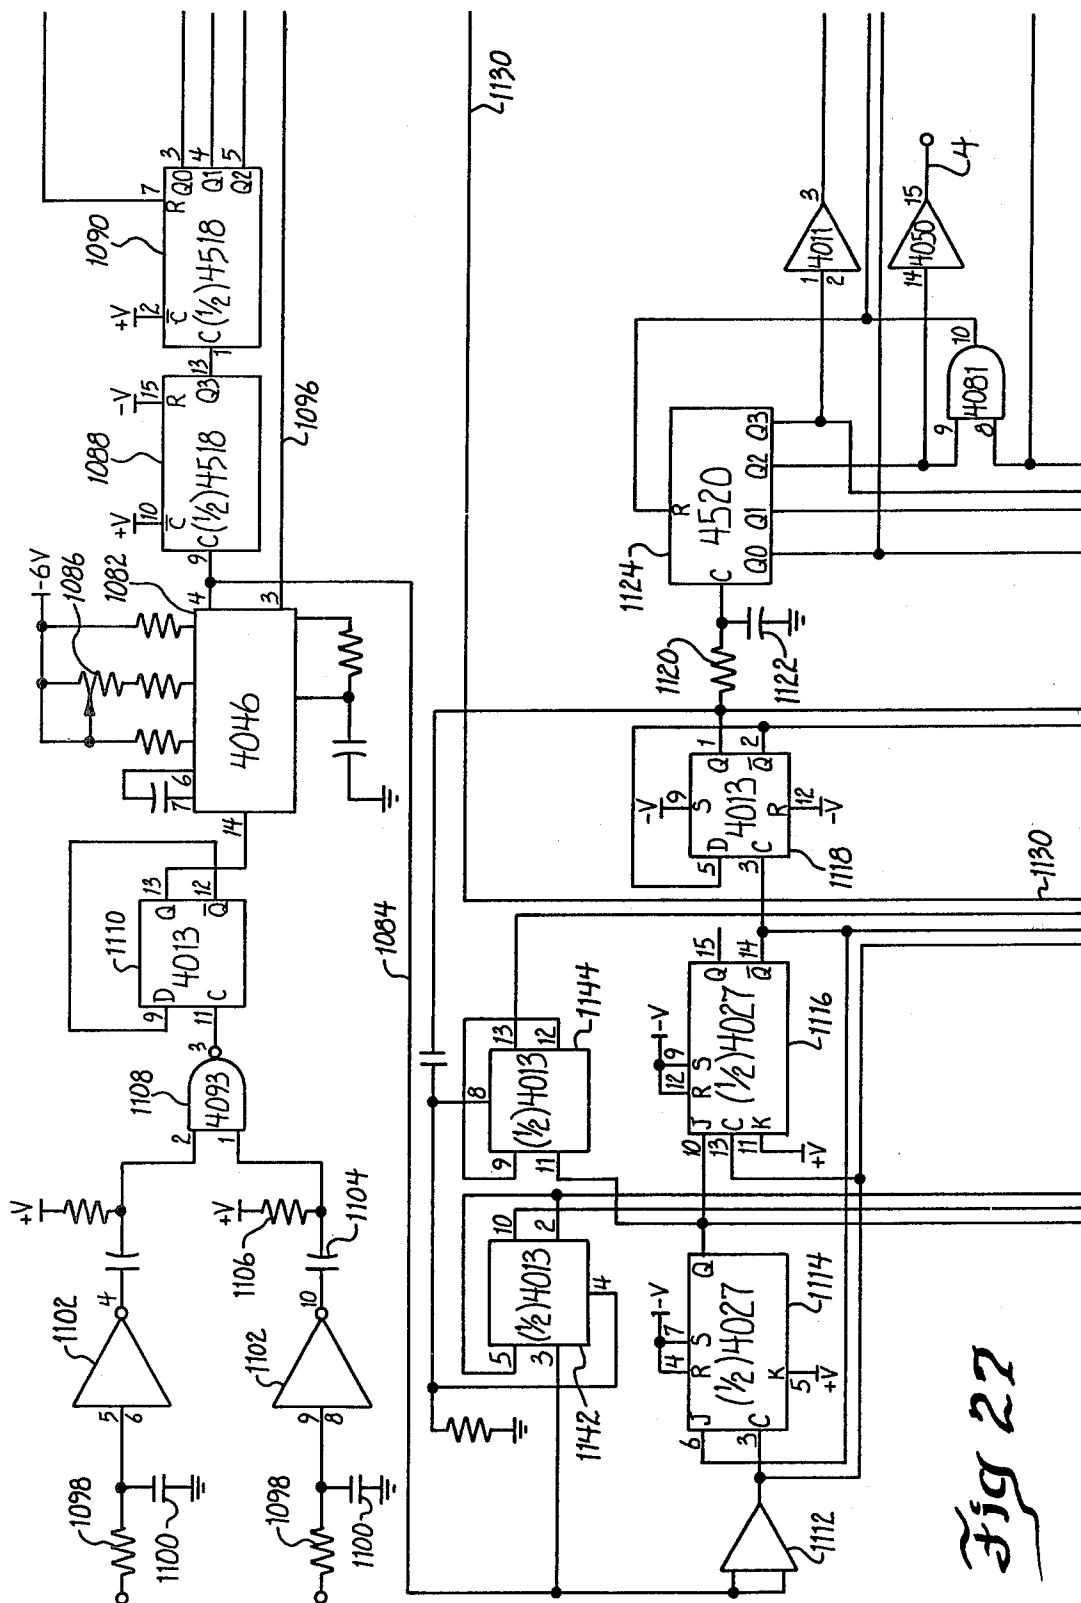 1098
1100
5
6
1102
4
+V
2
1
1108
4093
3
1098
1100
9
8
1102
10
1106
+V
1104
11
C
D
9
4013
1110
Q
13
Q̄
12
14
7
6
4046
-6V
1086
1082
4
3
9
C
(½)4518
C̄
10
+V
1088
R
15
-V
Q3
13
1
C
(½)4518
C̄
2
+V
1090
R
7
Q0
3
Q1
4
Q2
5
1096
1084
1130
1142
5
3
(½)4013
10
2
4
9
11
(½)4013
8
13
12
1144
1112
6
3
J
C
(½)4027
K
5
+V
R
S
4
7
-V
Q
1114
10
13
11
J
C
K
(½)4027
+V
R
S
12
9
-V
Q
15
Q̄
14
1116
5
3
D
C
4013
S
9
-V
R
12
-V
Q
1
Q̄
2
1118
1130
1120
1122
C
4520
1124
R
Q0
Q1
Q2
Q3
1
2
4011
3
14
4050
15
4
9
8
4081
10
Fig 22